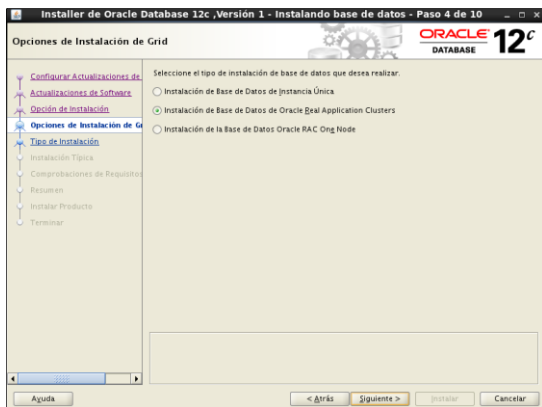 Installer de Oracle Database 12c ,Versión 1 - Instalando base de datos - Paso 4 de 10
Opciones de Instalación de Grid
ORACLE
DATABASE
12c
Configurar Actualizaciones de
Actualizaciones de Software
Opción de Instalación
Opciones de Instalación de Gr
Tipo de Instalación
Instalación Típica
Comprobaciones de Requisitos
Resumen
Instalar Producto
Terminar
Seleccione el tipo de instalación de base de datos que desea realizar.
Instalación de Base de Datos de Instancia Única
Instalación de Base de Datos de Oracle Real Application Clusters
Instalación de la Base de Datos Oracle RAC One Node
Ayuda
< Atrás
Siguiente >
Instalar
Cancelar